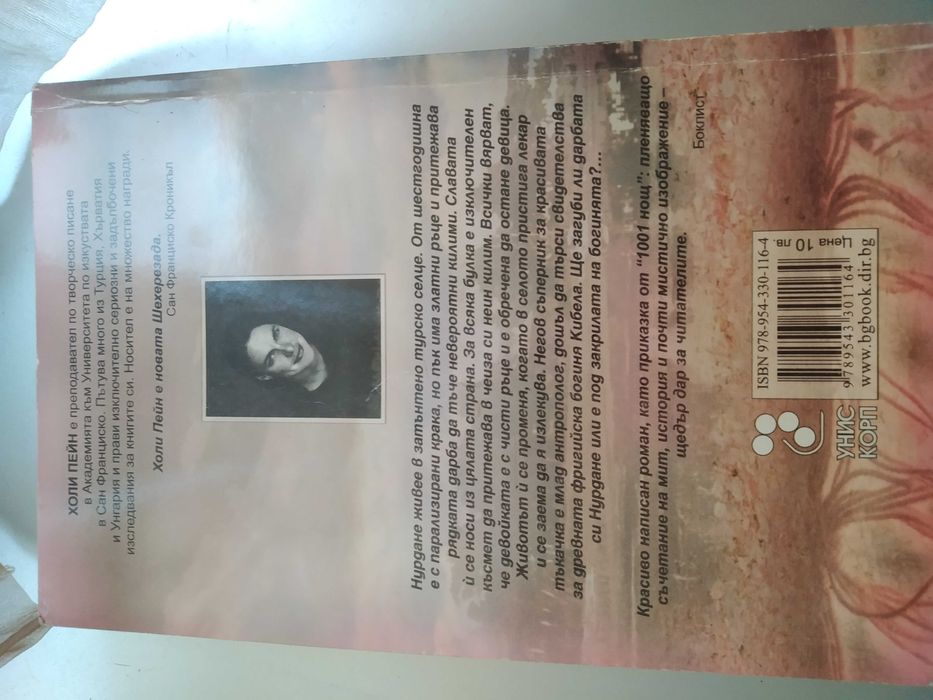 ХОЛИ ПЕЙН е преподавател по творческо писане
в Академията към Университета по изкуствата
в Сан Франциско. Пътува много из Турция, Хърватия
и Унгария и прави изключително сериозни и задълбочени
изследвания за книгите си. Носител е на множество награди.
Холи Пейн е новата Шехерезада.
Сан Франциско Кроникъл
Нурдане живее в затънтено турско селце. От шестгодишна
е с парализирани крака, но пък има златни ръце и притежава
рядката дарба да тъче невероятни килими. Славата
ѝ се носи из цялата страна. За всяка булка е изключителен
късмет да притежава в чеиза си неин килим. Всички вярват,
че девойката е с чисти ръце и е обречена да остане девица.
Животът ѝ се променя, когато в селото пристига лекар
и се заема да я излекува. Негов съперник за красивата
тъкачка е млад антрополог, дошъл да търси свидетелства
за древната фригийска богиня Кибела. Ще загуби ли дарбата
си Нурдане или е под закрилата на богинята?...
Красиво написан роман, като приказка от "1001 нощ": пленяващо
съчетание на мит, история и почти мистично изображение –
щедър дар за читателите.
Боклист
УНИС
КОРП
ISBN 978-954-330-116-4
Цена 10 лв.
9 789543 301164
www.bgbook.dir.bg